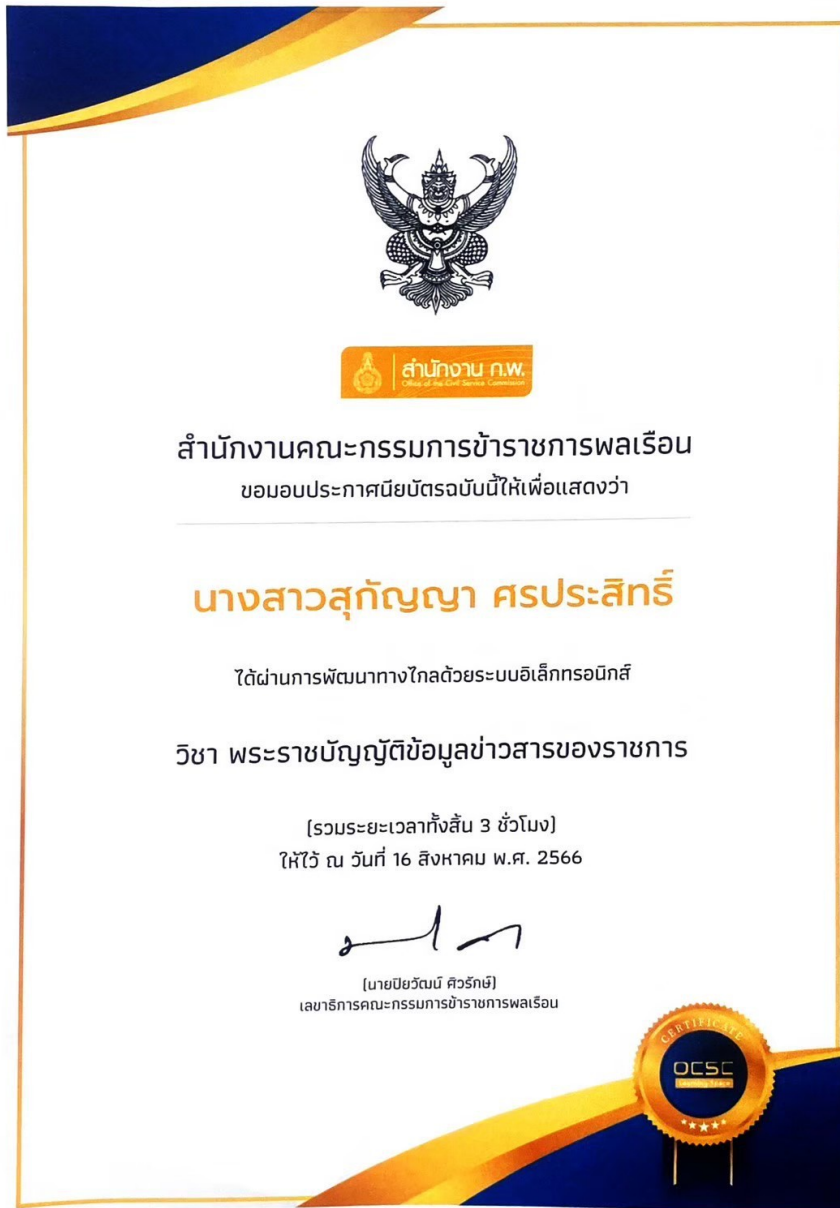 สำนักงาน ก.พ.
Office of the Civil Service Commission
สำนักงานคณะกรรมการข้าราชการพลเรือน
ขอมอบประกาศนียบัตรฉบับนี้ให้เพื่อแสดงว่า
นางสาวสุกัญญา ศรประสิทธิ์
ได้ผ่านการพัฒนาทางไกลด้วยระบบอิเล็กทรอนิกส์
วิชา พระราชบัญญัติข้อมูลข่าวสารของราชการ
(รวมระยะเวลาทั้งสิ้น 3 ชั่วโมง)
ให้ไว้ ณ วันที่ 16 สิงหาคม พ.ศ. 2566
(นายปิยวัฒน์ ศิวรักษ์)
เลขาธิการคณะกรรมการข้าราชการพลเรือน
CERTIFICATE
OCSC
Learning Space